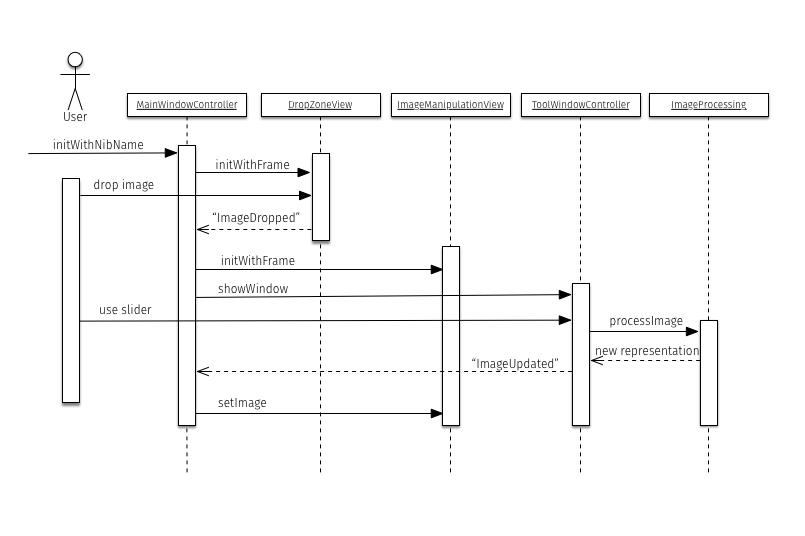 User
MainWindowController
DropZoneView
ImageManipulationView
ToolWindowController
ImageProcessing
initWithNibName
initWithFrame
drop image
“ImageDropped”
initWithFrame
showWindow
use slider
processImage
new representation
“ImageUpdated”
setImage